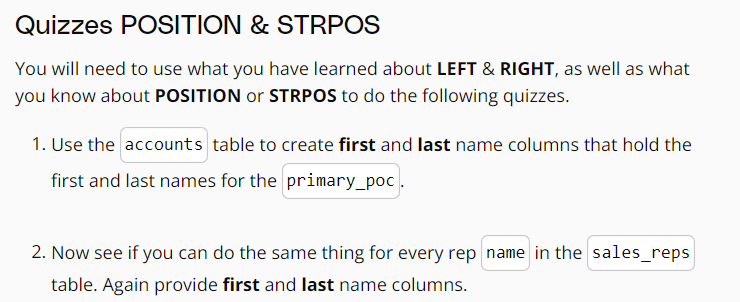 Quizzes POSITION & STRPOS
You will need to use what you have learned about LEFT & RIGHT, as well as what
you know about POSITION or STRPOS to do the following quizzes.
1. Use the accounts table to create first and last name columns that hold the
first and last names for the primary_poc.
2. Now see if you can do the same thing for every rep name in the sales_reps
table. Again provide first and last name columns.